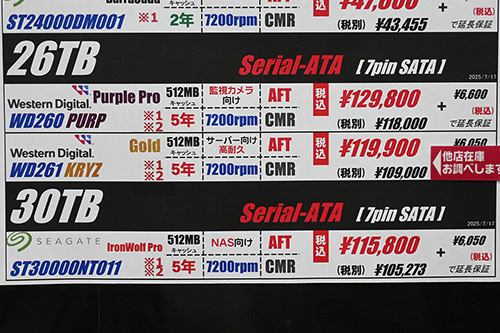 ST24000DM001 ※1 2年 7200rpm CMR (税別) ¥43,455 で延長保証
26TB Serial-ATA [7pin SATA]
2025/7/17
Western Digital. Purple Pro 512MB キャッシュ 監視カメラ向け AFT 税込 ¥129,800 + ¥6,600 (税込)
WD260 PURP ※1 ※2 5年 7200rpm CMR (税別) ¥118,000 で延長保証
Western Digital. Gold 512MB キャッシュ サーバー向け 高耐久 AFT 税込 ¥119,900 + ¥6,050
WD261 KRYZ ※1 ※2 5年 7200rpm CMR (税別) ¥109,000
他店在庫
お調べします
30TB Serial-ATA [7pin SATA]
2025/7/17
SEAGATE IronWolf Pro 512MB キャッシュ NAS向け AFT 税込 ¥115,800 + ¥6,050 (税込)
ST30000NT011 ※1 ※2 5年 7200rpm CMR (税別) ¥105,273 で延長保証